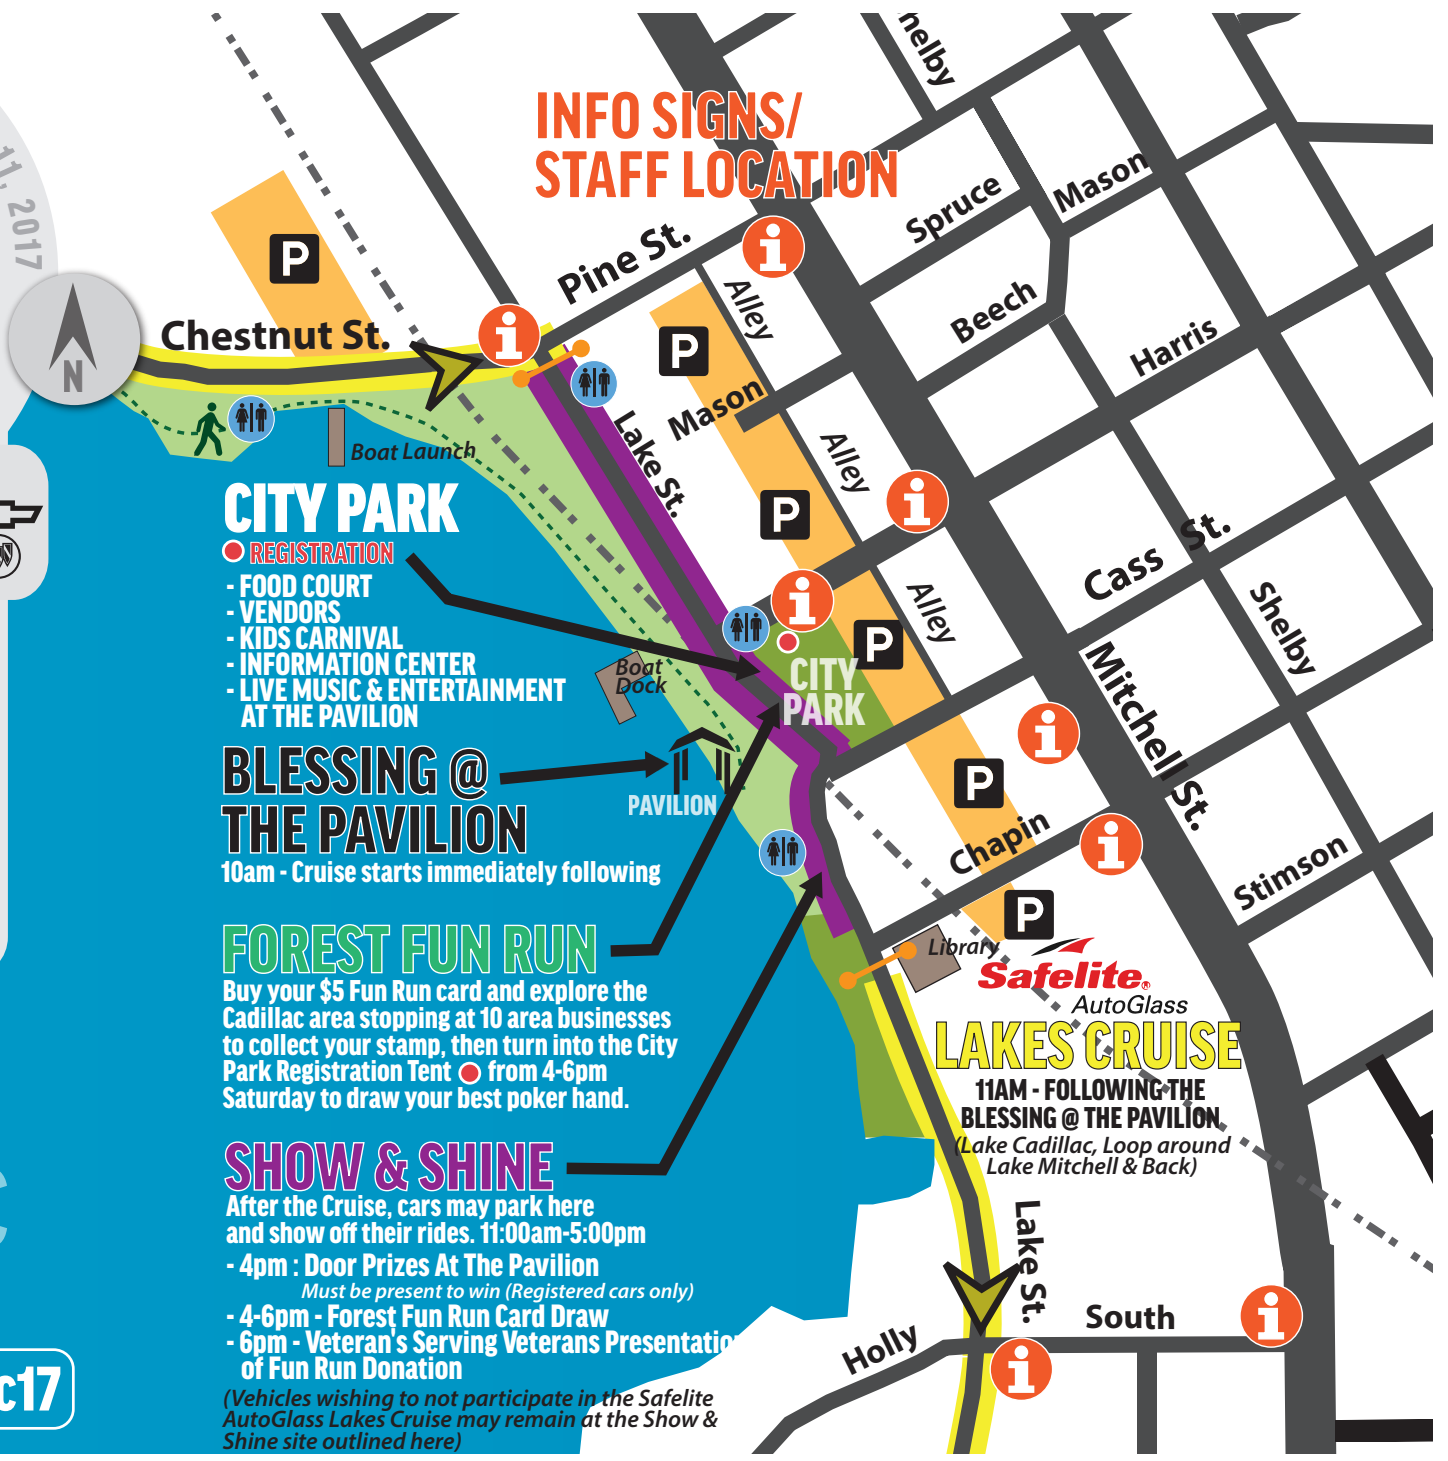 11, 2017
helby
INFO SIGNS/
STAFF LOCATION
Spruce
Mason
Pine St.
Alley
Beech
Harris
P
Chestnut St.
N
P
Mason
Lake St.
Alley
Boat Launch
P
Cass St.
Alley
Shelby
CITY PARK
REGISTRATION
- FOOD COURT
- VENDORS
- KIDS CARNIVAL
- INFORMATION CENTER
- LIVE MUSIC & ENTERTAINMENT
AT THE PAVILION
Boat
Dock
P
CITY
PARK
Mitchell St.
BLESSING @
THE PAVILION
10am - Cruise starts immediately following
PAVILION
P
Chapin
Stimson
P
Library
Safelite®
AutoGlass
LAKES CRUISE
11AM - FOLLOWING THE
BLESSING @ THE PAVILION
(Lake Cadillac, Loop around
Lake Mitchell & Back)
FOREST FUN RUN
Buy your $5 Fun Run card and explore the
Cadillac area stopping at 10 area businesses
to collect your stamp, then turn into the City
Park Registration Tent from 4-6pm
Saturday to draw your best poker hand.
SHOW & SHINE
After the Cruise, cars may park here
and show off their rides. 11:00am-5:00pm
- 4pm : Door Prizes At The Pavilion
Must be present to win (Registered cars only)
- 4-6pm - Forest Fun Run Card Draw
- 6pm - Veteran's Serving Veterans Presentation
of Fun Run Donation
(Vehicles wishing to not participate in the Safelite
AutoGlass Lakes Cruise may remain at the Show &
Shine site outlined here)
Lake St.
South
Holly
c17